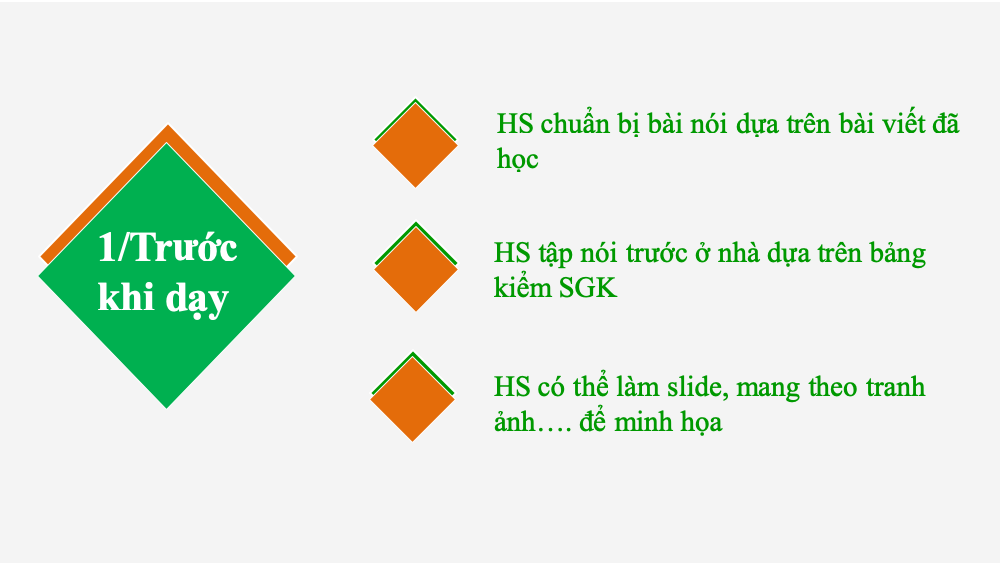 1/Trước
khi dạy
HS chuẩn bị bài nói dựa trên bài viết đã
học
HS tập nói trước ở nhà dựa trên bảng
kiểm SGK
HS có thể làm slide, mang theo tranh
ảnh…. để minh họa